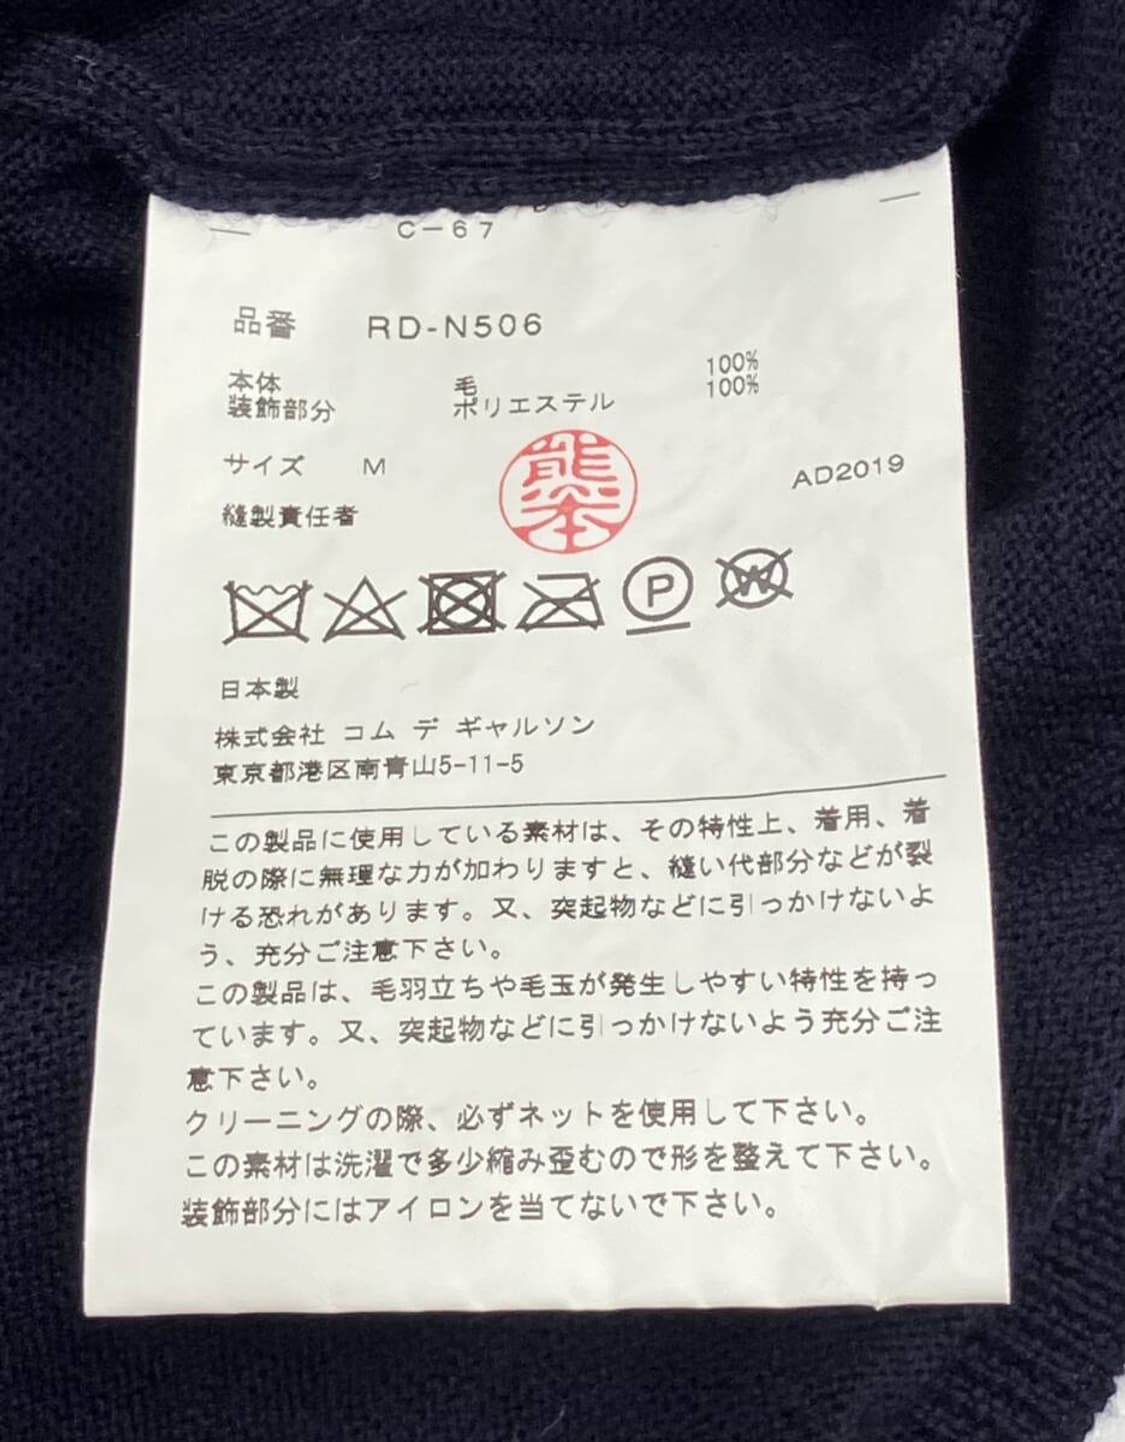 C-67
品番 RD-N506
本体 毛 100%
装飾部分 ポリエステル 100%
サイズ M
AD2019
縫製責任者
熊本
P
W
日本製
株式会社 コム デ ギャルソン
東京都港区南青山5-11-5
この製品に使用している素材は、その特性上、着用、着
脱の際に無理な力が加わりますと、縫い代部分などが裂
ける恐れがあります。又、突起物などに引っかけないよ
う、充分ご注意下さい。
この製品は、毛羽立ちや毛玉が発生しやすい特性を持っ
ています。又、突起物などに引っかけないよう充分ご注
意下さい。
クリーニングの際、必ずネットを使用して下さい。
この素材は洗濯で多少縮み歪むので形を整えて下さい。
装飾部分にはアイロンを当てないで下さい。